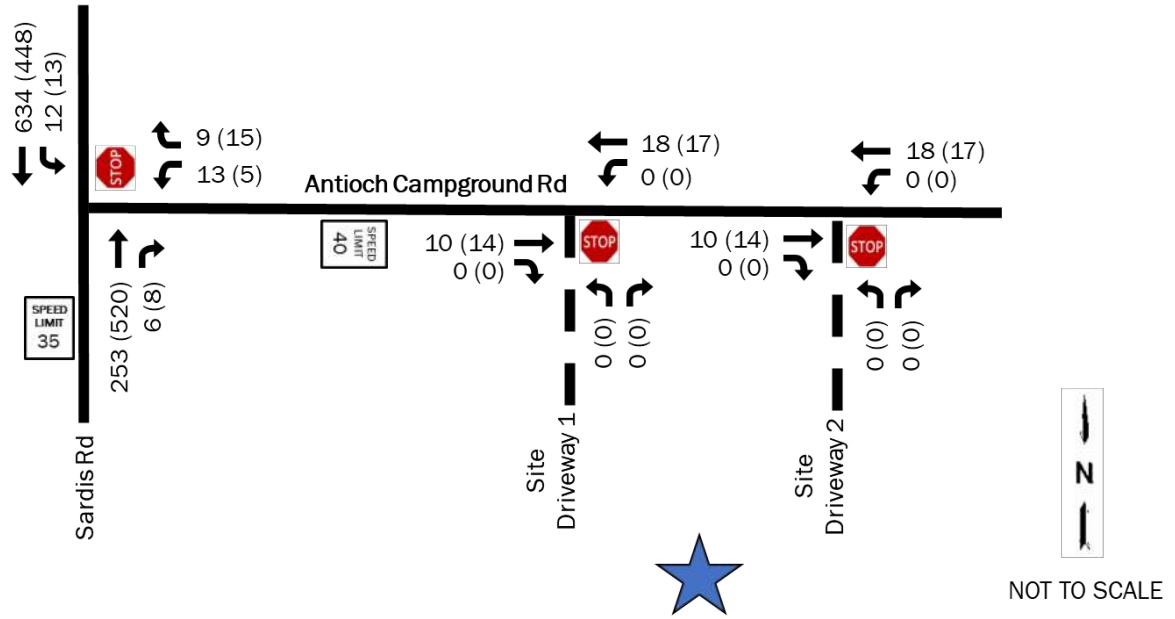 634 (448)
12 (13)
STOP
9 (15)
13 (5)
Antioch Campground Rd
18 (17)
0 (0)
18 (17)
0 (0)
SPEED
LIMIT
40
10 (14)
0 (0)
STOP
10 (14)
0 (0)
STOP
253 (520)
6 (8)
SPEED
LIMIT
35
0 (0)
0 (0)
0 (0)
0 (0)
Sardis Rd
Site
Driveway 1
Site
Driveway 2
N
NOT TO SCALE